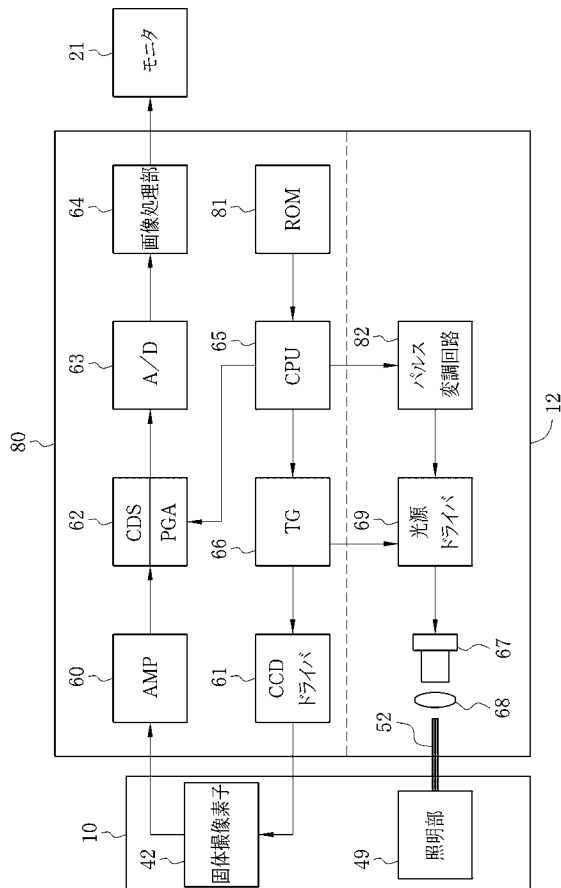 80
10
42
固体撮像素子
60
AMP
62
CDS
PGA
63
A/D
64
画像処理部
21
モニタ
61
CCD
ドライバ
66
TG
65
CPU
81
ROM
49
照明部
52
68
67
69
光源
ドライバ
82
パルス
変調回路
12